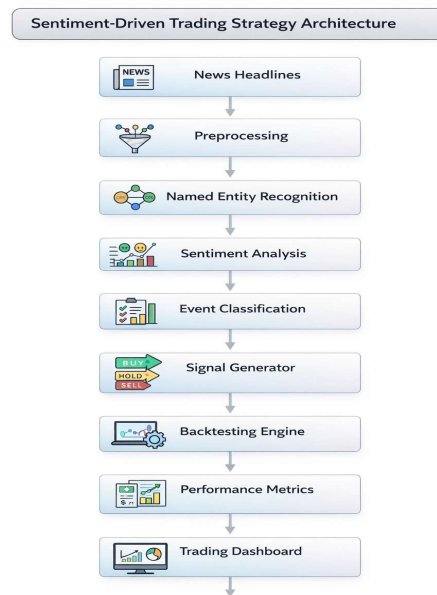 Sentiment-Driven Trading Strategy Architecture
NEWS
News Headlines
Preprocessing
Named Entity Recognition
Sentiment Analysis
Event Classification
BUY
HOLD
SELL
Signal Generator
Backtesting Engine
Performance Metrics
Trading Dashboard